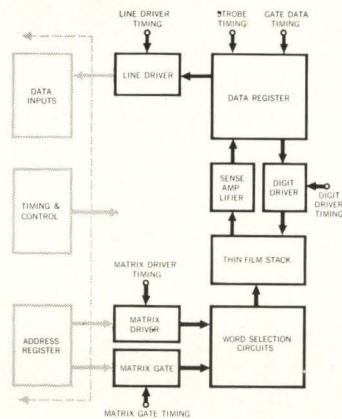 LINE DRIVER
TIMING
STROBE
TIMING
GATE DATA
TIMING
DATA
INPUTS
LINE DRIVER
DATA REGISTER
TIMING &
CONTROL
SENSE
AMP
LIFIER
DIGIT
DRIVER
DIGIT
DRIVER
TIMING
THIN FILM STACK
MATRIX DRIVER
TIMING
ADDRESS
REGISTER
MATRIX
DRIVER
MATRIX GATE
WORD SELECTION
CIRCUITS
MATRIX GATE TIMING